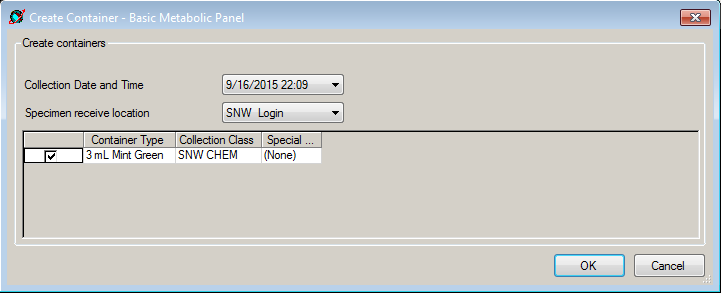 Create Container - Basic Metabolic Panel
Create containers
Collection Date and Time 9/16/2015 22:09
Specimen receive location SNW Login
Container Type Collection Class Special ...
3 mL Mint Green SNW CHEM (None)
OK Cancel